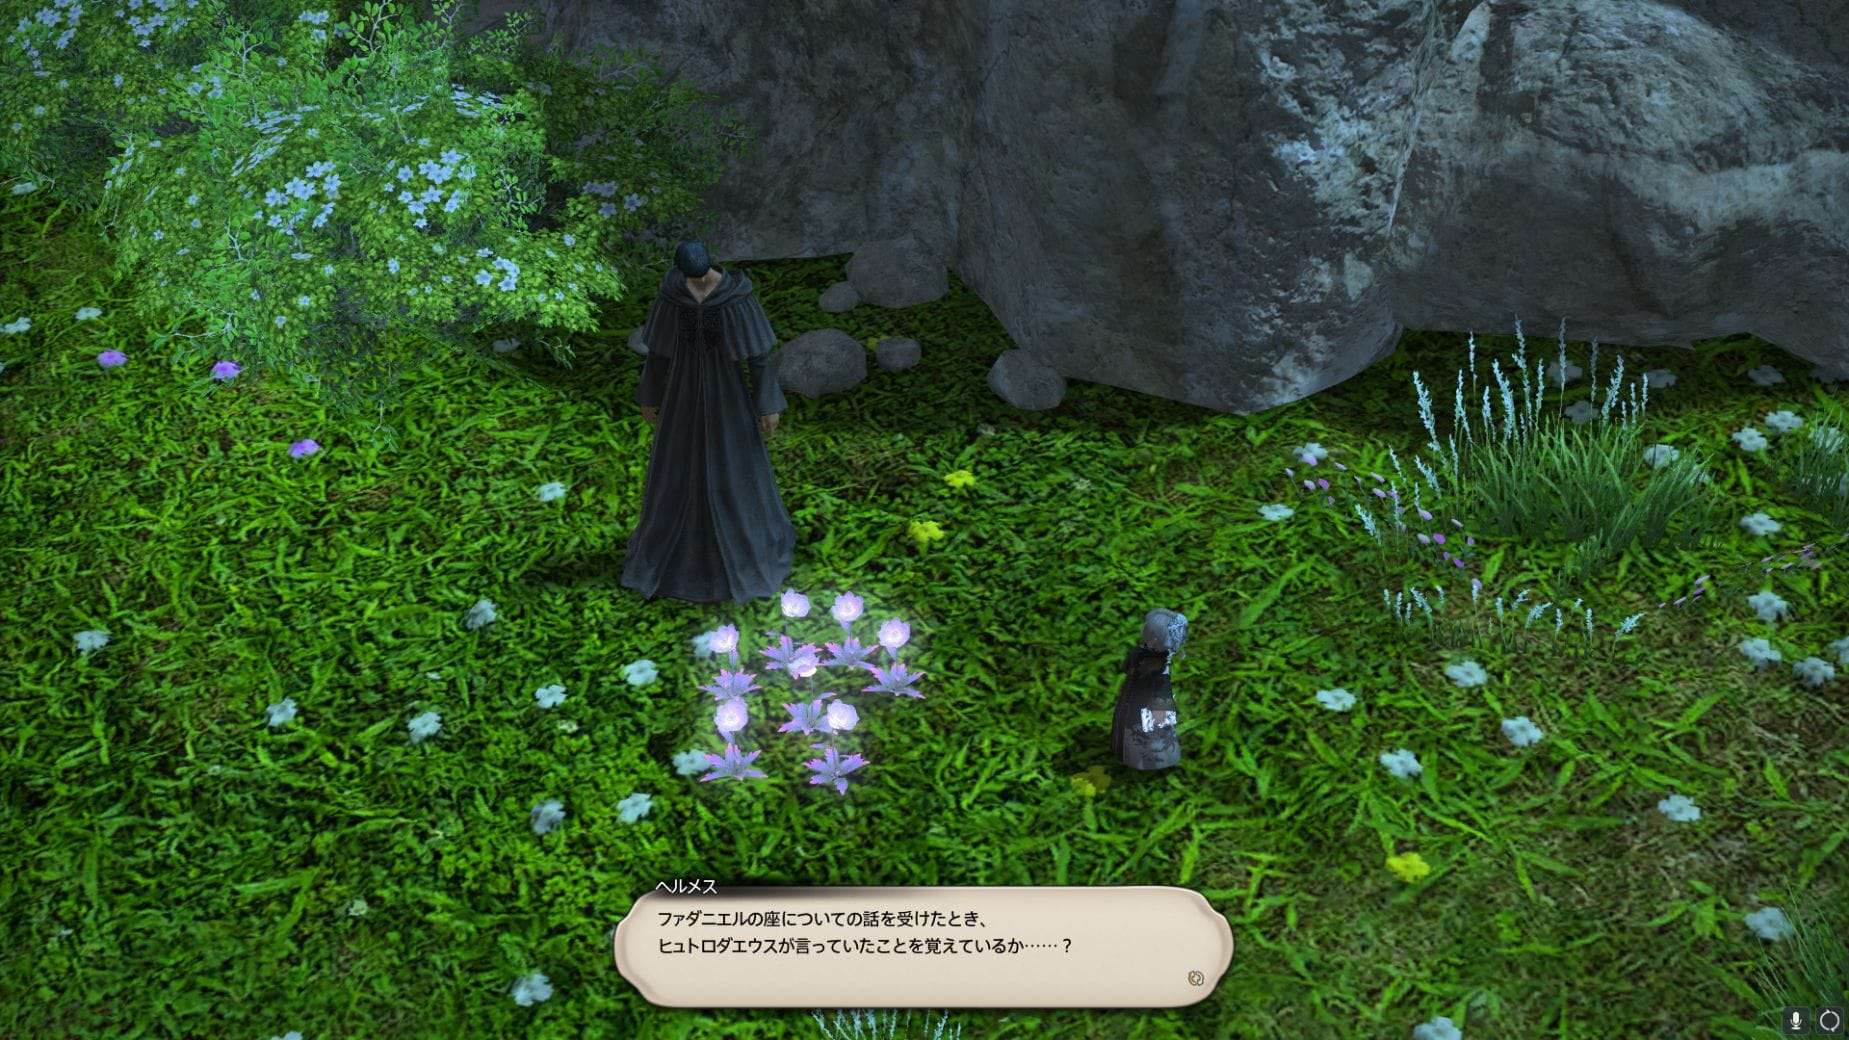 ヘルメス
ファダニエルの座についての話を受けたとき、
ヒュトロダエウスが言っていたことを覚えているか……？